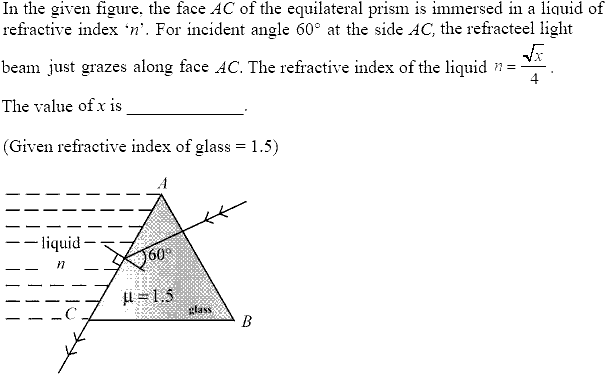 In the given figure, the face AC of the equilateral prism is immersed in a liquid of
refractive index 'n'. For incident angle 60° at the side AC, the refracteel light
beam just grazes along face AC. The refractive index of the liquid n = √x / 4 .
The value of x is ____________.
(Given refractive index of glass = 1.5)
A
liquid
n
60°
μ = 1.5
glass
C
B